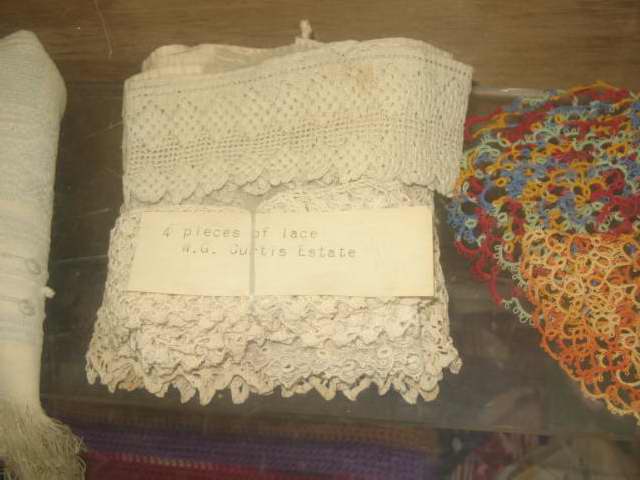 4 pieces of lace
W.G. Curtis Estate